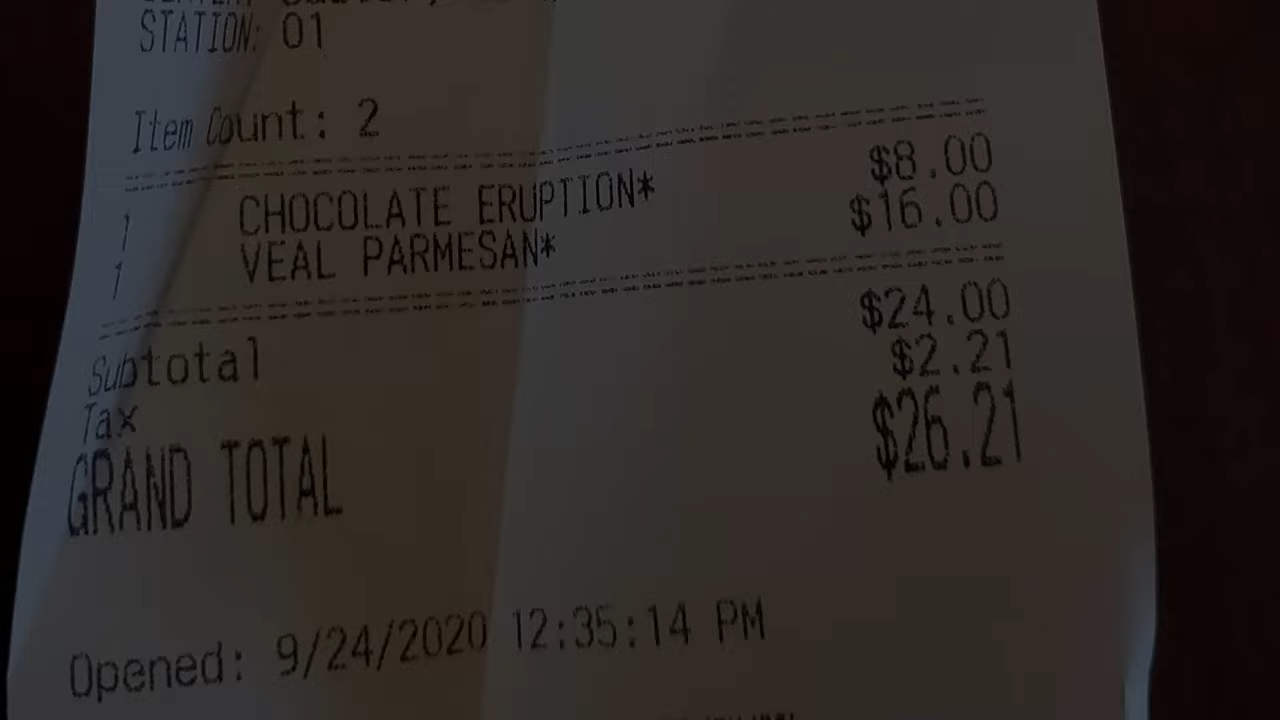 STATION: 01
Item Count: 2
1 CHOCOLATE ERUPTION* $8.00
1 VEAL PARMESAN* $16.00
Subtotal $24.00
Tax $2.21
GRAND TOTAL $26.21
Opened: 9/24/2020 12:35:14 PM